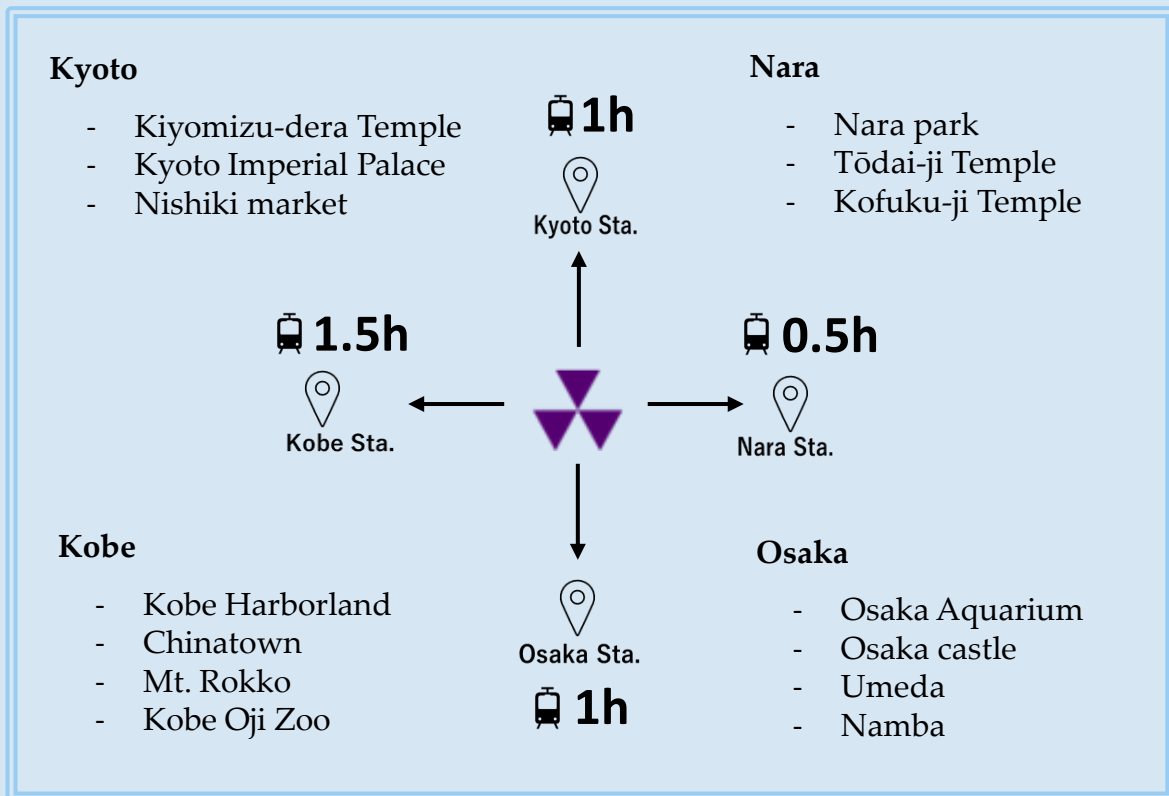 Kyoto
- Kiyomizu-dera Temple
- Kyoto Imperial Palace
- Nishiki market
1h
Kyoto Sta.
Nara
- Nara park
- Tōdai-ji Temple
- Kofuku-ji Temple
1.5h
Kobe Sta.
0.5h
Nara Sta.
Kobe
- Kobe Harborland
- Chinatown
- Mt. Rokko
- Kobe Oji Zoo
Osaka Sta.
1h
Osaka
- Osaka Aquarium
- Osaka castle
- Umeda
- Namba